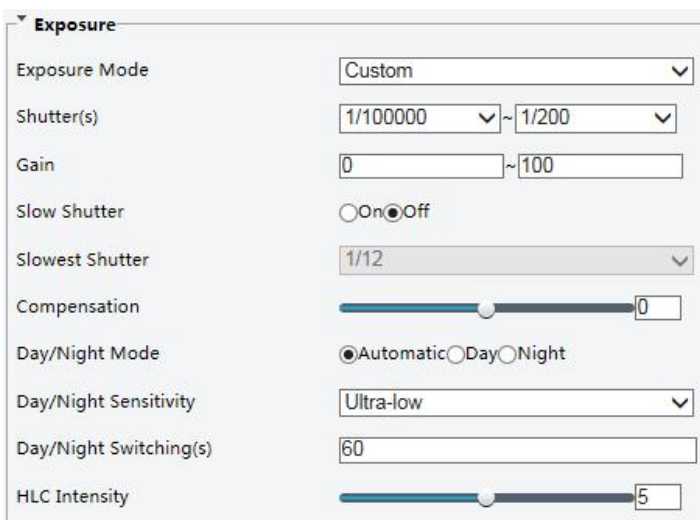 Exposure
Exposure Mode Custom
Shutter(s) 1/100000 ~ 1/200
Gain 0 ~ 100
Slow Shutter On Off
Slowest Shutter 1/12
Compensation 0
Day/Night Mode Automatic Day Night
Day/Night Sensitivity Ultra-low
Day/Night Switching(s) 60
HLC Intensity 5